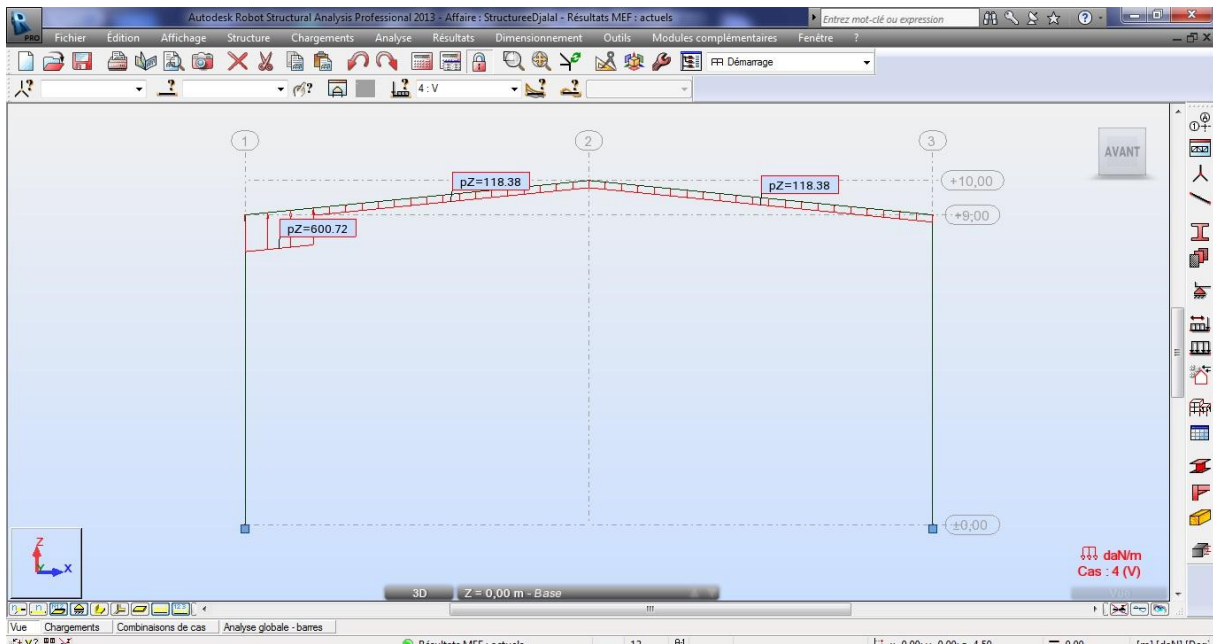 Autodesk Robot Structural Analysis Professional 2013 - Affaire : StructureeDjalal - Résultats MEF : actuels
Entrez mot-clé ou expression
PRO
Fichier Édition Affichage Structure Chargements Analyse Résultats Dimensionnement Outils Modules complémentaires Fenêtre ?
Démarrage
4 : V
1 2 3
AVANT
pZ=118.38
pZ=118.38
+10,00
+9,00
pZ=600.72
±0,00
Z
X
daN/m
Cas : 4 (V)
3D Z = 0,00 m - Base
Vue Chargements Combinaisons de cas Analyse globale - barres
Résultats MEF : actuels